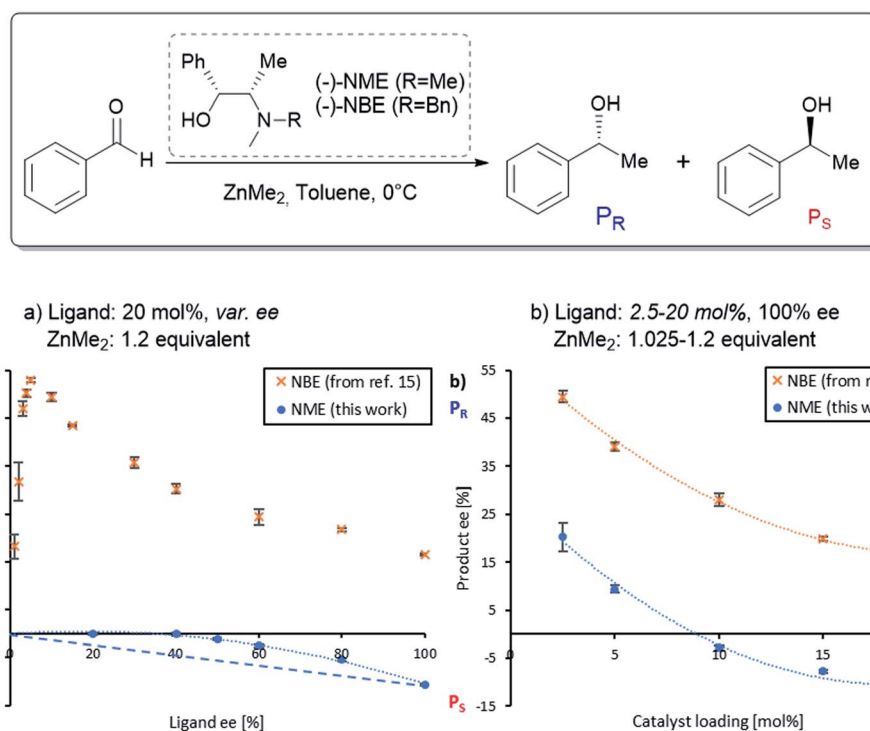 Ph
Me
HO
N
R
(-)-NME (R=Me)
(-)-NBE (R=Bn)
O
H
ZnMe2, Toluene, 0°C
OH
Me
PR
+
OH
Me
PS
a) Ligand: 20 mol%, var. ee
ZnMe2: 1.2 equivalent
NBE (from ref. 15)
NME (this work)
0 20 40 60 80 100
Ligand ee [%]
b) Ligand: 2.5-20 mol%, 100% ee
ZnMe2: 1.025-1.2 equivalent
b)
PR
PS
Product ee [%]
55
45
35
25
15
5
-5
-15
NBE (from r
NME (this w
0 5 10 15
Catalyst loading [mol%]